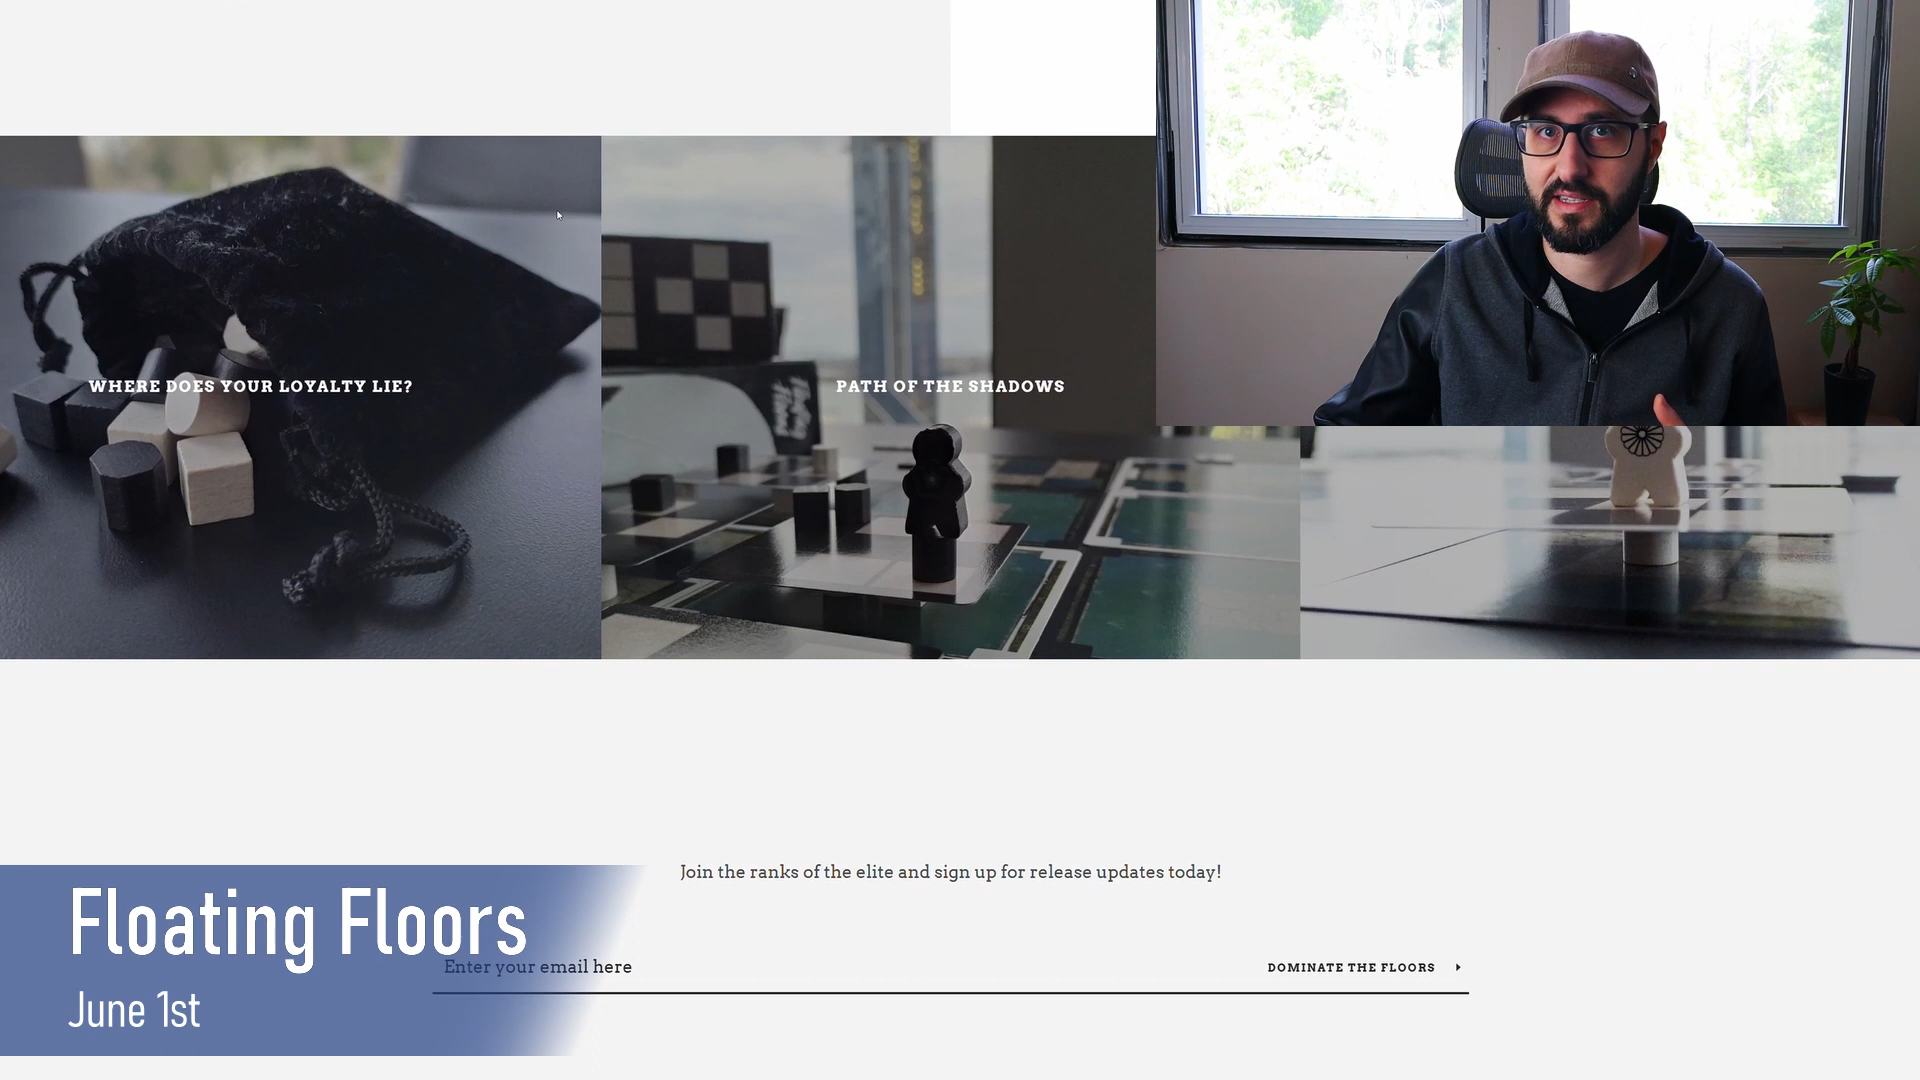 WHERE DOES YOUR LOYALTY LIE?
PATH OF THE SHADOWS
Join the ranks of the elite and sign up for release updates today!
Enter your email here
DOMINATE THE FLOORS
Floating Floors
June 1st